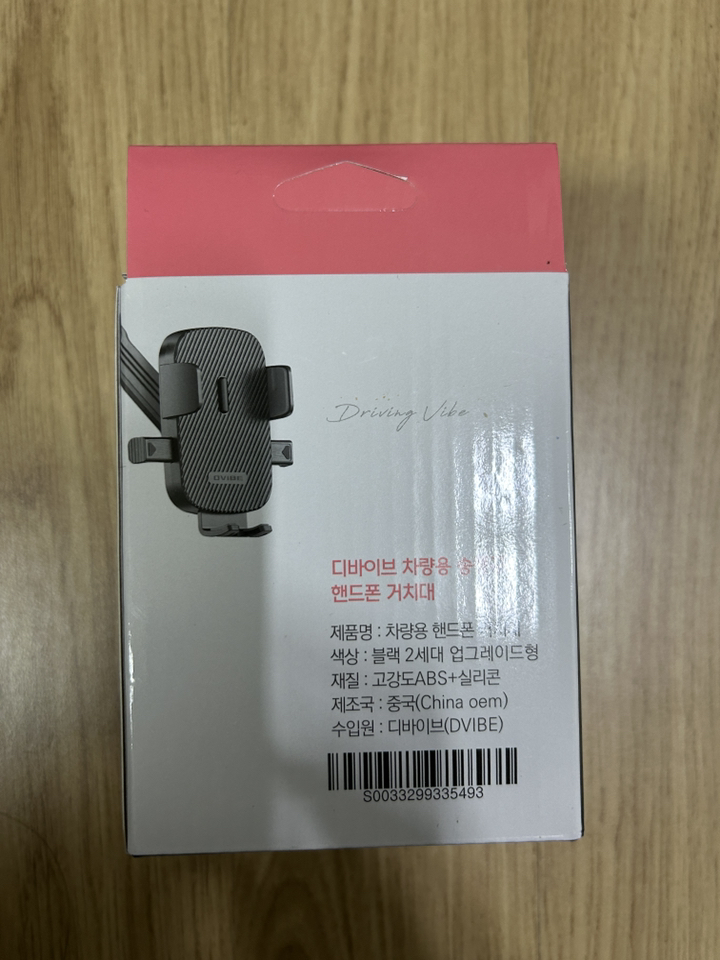 Driving Vibe
DVIBE
디바이브 차량용
핸드폰 거치대
제품명 : 차량용 핸드폰
색상 : 블랙 2세대 업그레이드형
재질 : 고강도ABS+실리콘
제조국 : 중국(China oem)
수입원 : 디바이브(DVIBE)
S0033299335493